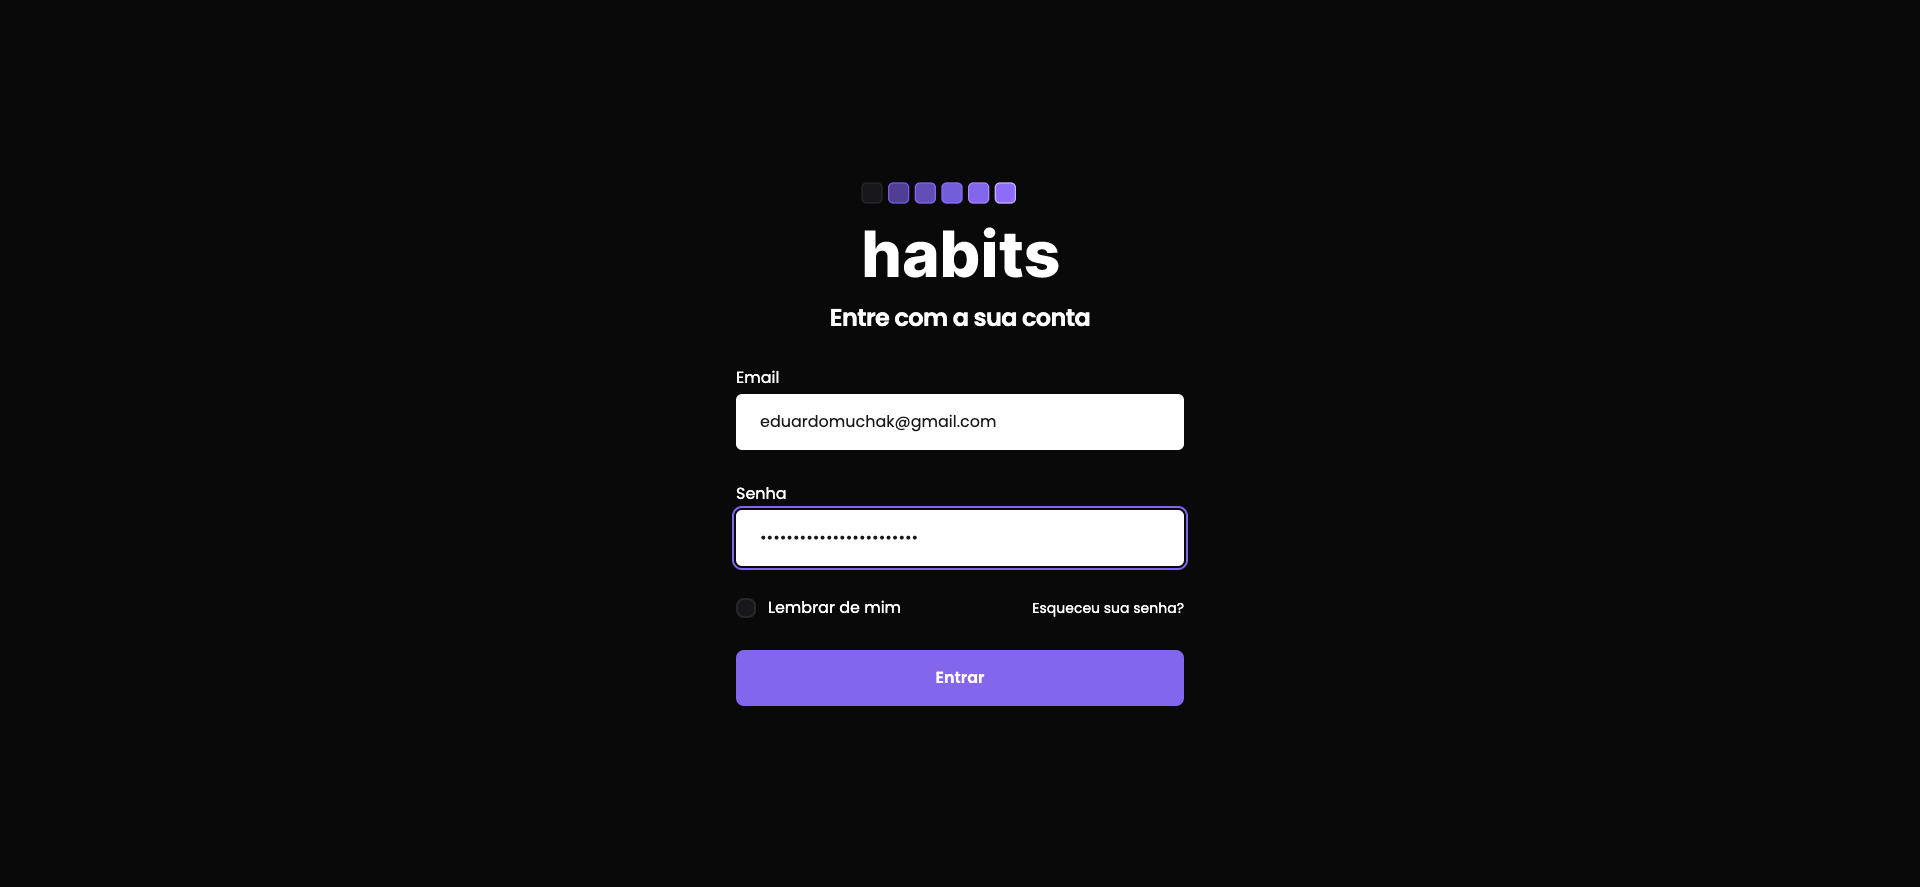 habits
Entre com a sua conta
Email
eduardomuchak@gmail.com
Senha
••••••••••••••••••••••••
Lembrar de mim
Esqueceu sua senha?
Entrar